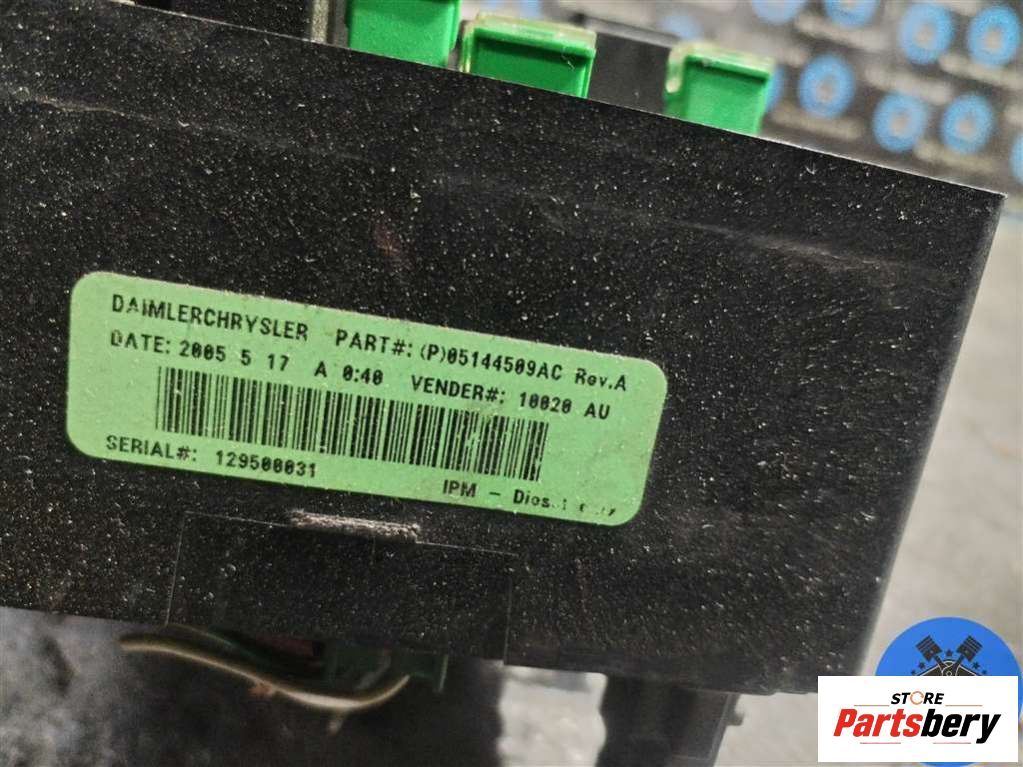 DAIMLERCHRYSLER PART#: (P)05144509AC Rev.A
DATE: 2005 5 17 A 0:40 VENDER#: 10020 AU
SERIAL#: 129500031
IPM -
STORE
Partsbery